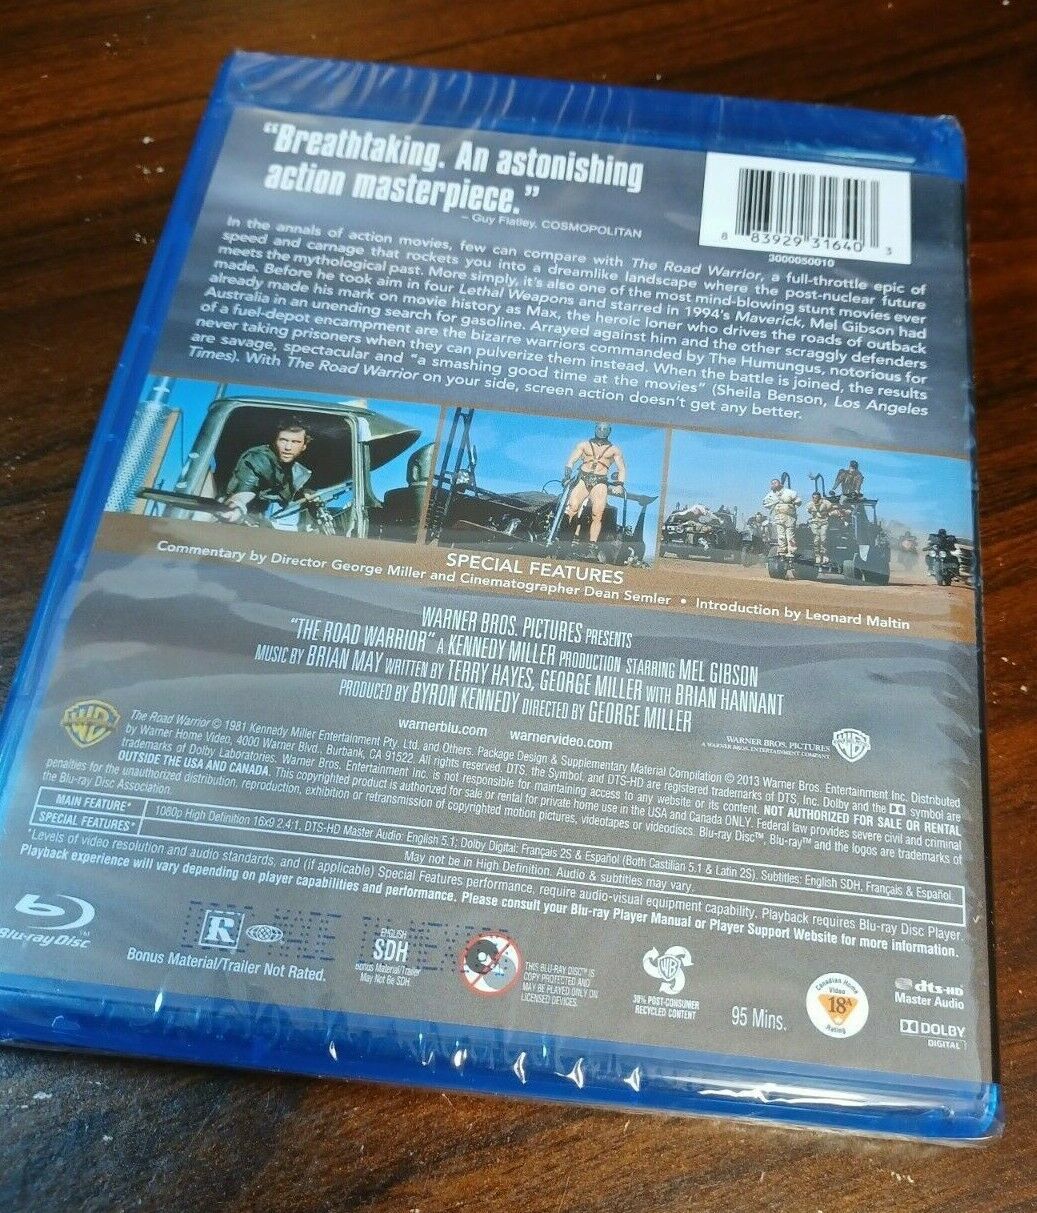 “Breathtaking. An astonishing
action masterpiece.”
– Guy Flatley, COSMOPOLITAN
8 83929 31640 3
3000050010
In the annals of action movies, few can compare with The Road Warrior, a full-throttle epic of
speed and carnage that rockets you into a dreamlike landscape where the post-nuclear future
meets the mythological past. More simply, it’s also one of the most mind-blowing stunt movies ever
made. Before he took aim in four Lethal Weapons and starred in 1994’s Maverick, Mel Gibson had
already made his mark on movie history as Max, the heroic loner who drives the roads of outback
Australia in an unending search for gasoline. Arrayed against him and the other scraggly defenders
of a fuel-depot encampment are the bizarre warriors commanded by The Humungus, notorious for
never taking prisoners when they can pulverize them instead. When the battle is joined, the results
are savage, spectacular and “a smashing good time at the movies” (Sheila Benson, Los Angeles
Times). With The Road Warrior on your side, screen action doesn’t get any better.
SPECIAL FEATURES
Commentary by Director George Miller and Cinematographer Dean Semler • Introduction by Leonard Maltin
WARNER BROS. PICTURES PRESENTS
“THE ROAD WARRIOR” A KENNEDY MILLER PRODUCTION STARRING MEL GIBSON
MUSIC BY BRIAN MAY WRITTEN BY TERRY HAYES, GEORGE MILLER WITH BRIAN HANNANT
PRODUCED BY BYRON KENNEDY DIRECTED BY GEORGE MILLER
warnerblu.com warnervideo.com
WARNER BROS. PICTURES
A WARNER BROS. ENTERTAINMENT COMPANY
The Road Warrior © 1981 Kennedy Miller Entertainment Pty. Ltd. and Others. Package Design & Supplementary Material Compilation © 2013 Warner Bros. Entertainment Inc. Distributed
by Warner Home Video, 4000 Warner Blvd., Burbank, CA 91522. All rights reserved. DTS, the Symbol, and DTS-HD are registered trademarks of DTS, Inc. Dolby and the DD symbol are
trademarks of Dolby Laboratories. Warner Bros. Entertainment Inc. is not responsible for maintaining access to any website or its content. NOT AUTHORIZED FOR SALE OR RENTAL
OUTSIDE THE USA AND CANADA. This copyrighted product is authorized for sale or rental for private home use in the USA and Canada ONLY. Federal law provides severe civil and criminal
penalties for the unauthorized distribution, reproduction, exhibition or retransmission of copyrighted motion pictures, videotapes or videodiscs. Blu-ray Disc™, Blu-ray™ and the logos are trademarks of
the Blu-ray Disc Association.
MAIN FEATURE* 1080p High Definition 16x9 2.4:1, DTS-HD Master Audio: English 5.1; Dolby Digital: Français 2S & Español (Both Castilian 5.1 & Latin 2S). Subtitles: English SDH, Français & Español.
SPECIAL FEATURES* May not be in High Definition. Audio & subtitles may vary.
*Levels of video resolution and audio standards, and (if applicable) Special Features performance, require audio-visual equipment capability. Playback requires Blu-ray Disc Player.
Playback experience will vary depending on player capabilities and performance. Please consult your Blu-ray Player Manual or Player Support Website for more information.
Blu-ray Disc™
R
Bonus Material/Trailer Not Rated.
ENGLISH
SDH
Bonus Material/Trailer
May Not Be SDH.
THIS BLU-RAY DISC™ IS
COPY PROTECTED AND
MAY BE PLAYED ONLY ON
LICENSED DEVICES.
30% POST-CONSUMER
RECYCLED CONTENT
95 Mins.
Canadian Home
Video
18A
Rating
dts-HD
Master Audio
DOLBY
DIGITAL